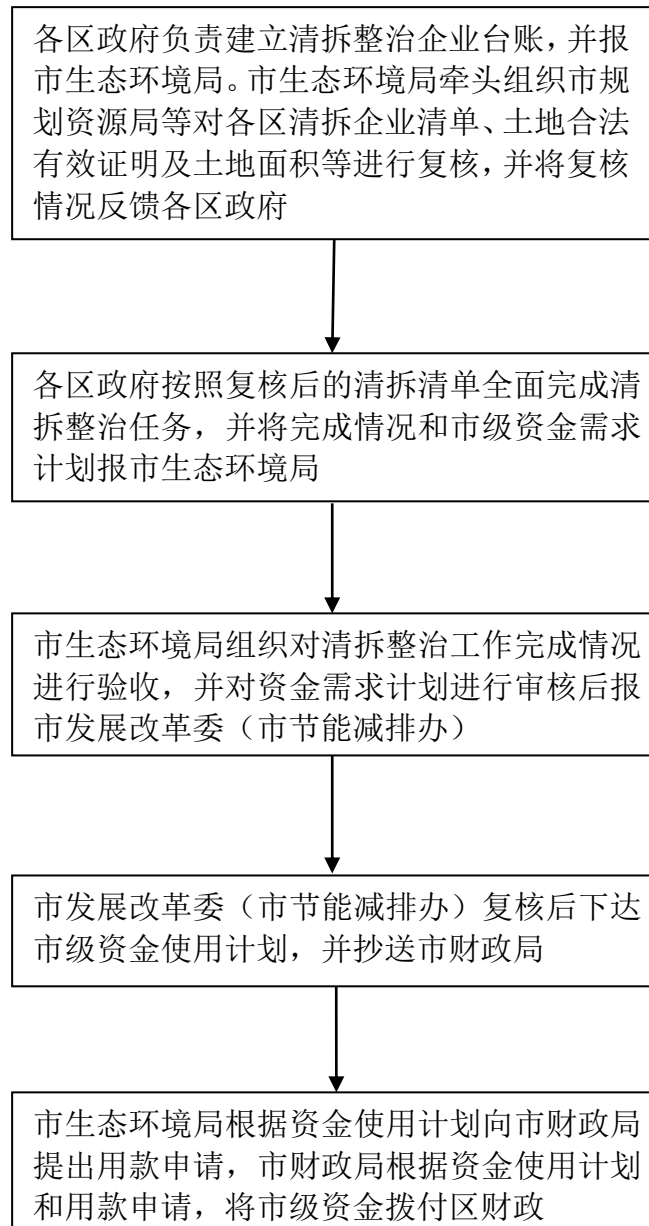 各区政府负责建立清拆整治企业台账，并报
市生态环境局。市生态环境局牵头组织市规
划资源局等对各区清拆企业清单、土地合法
有效证明及土地面积等进行复核，并将复核
情况反馈各区政府
各区政府按照复核后的清拆清单全面完成清
拆整治任务，并将完成情况和市级资金需求
计划报市生态环境局
市生态环境局组织对清拆整治工作完成情况
进行验收，并对资金需求计划进行审核后报
市发展改革委（市节能减排办）
市发展改革委（市节能减排办）复核后下达
市级资金使用计划，并抄送市财政局
市生态环境局根据资金使用计划向市财政局
提出用款申请，市财政局根据资金使用计划
和用款申请，将市级资金拨付区财政